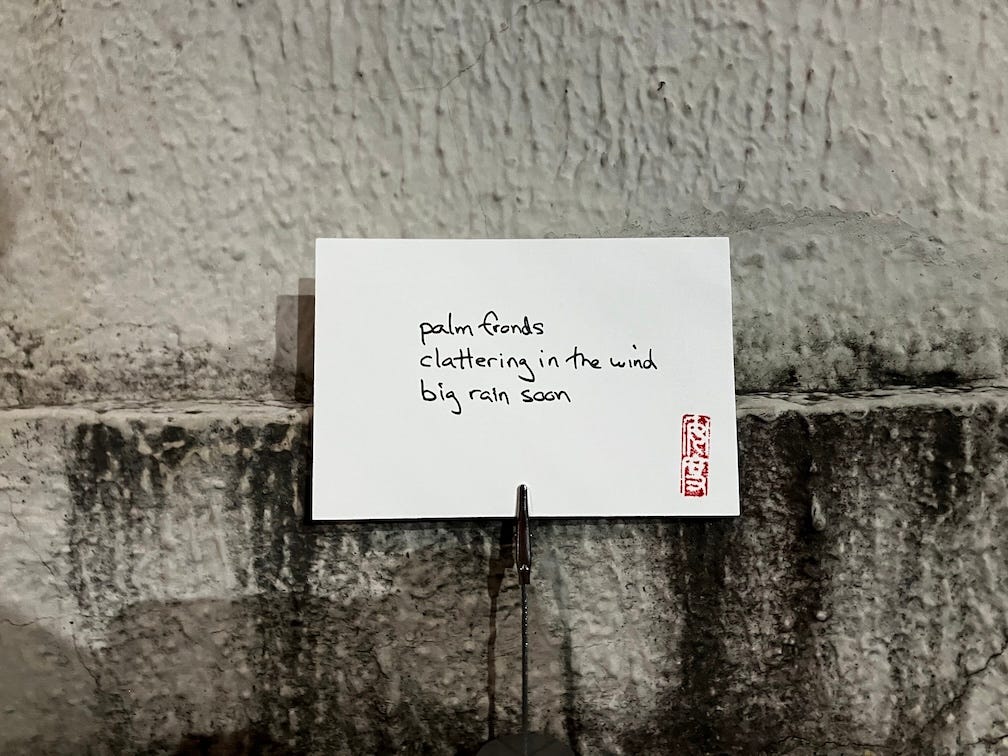 palm fronds
clattering in the wind
big rain soon